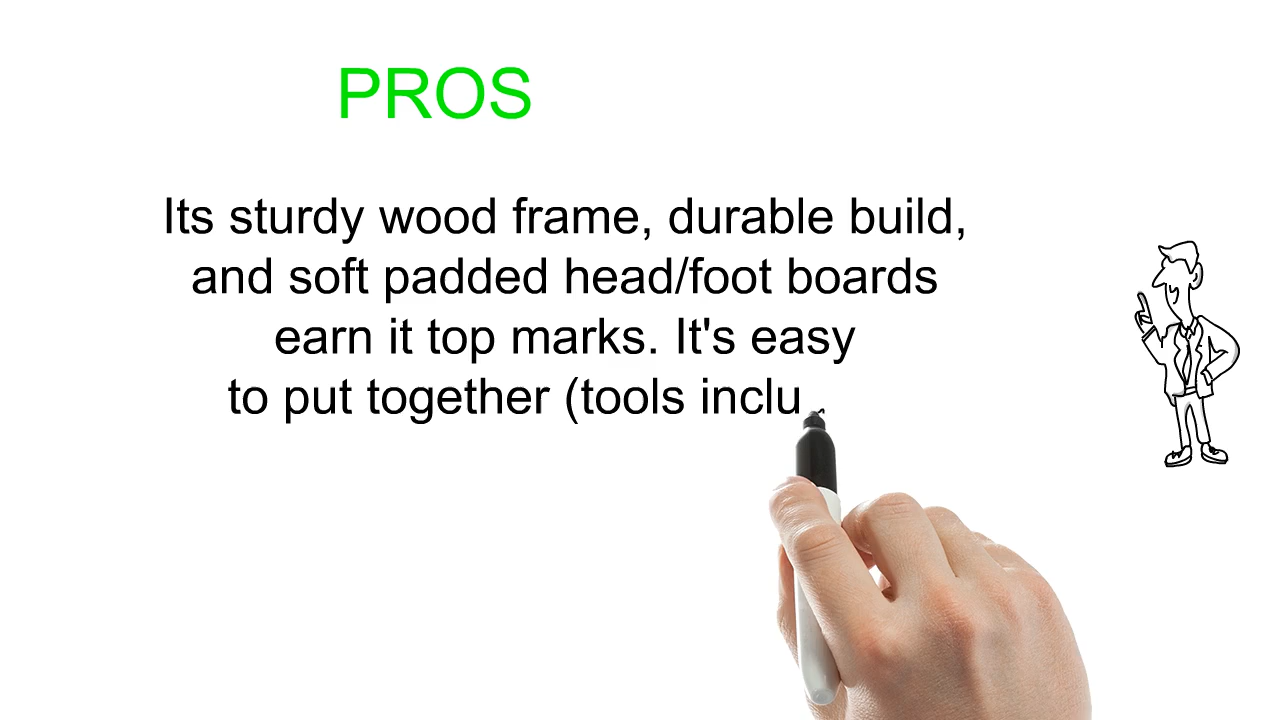 PROS
Its sturdy wood frame, durable build,
and soft padded head/foot boards
earn it top marks. It's easy
to put together (tools inclu